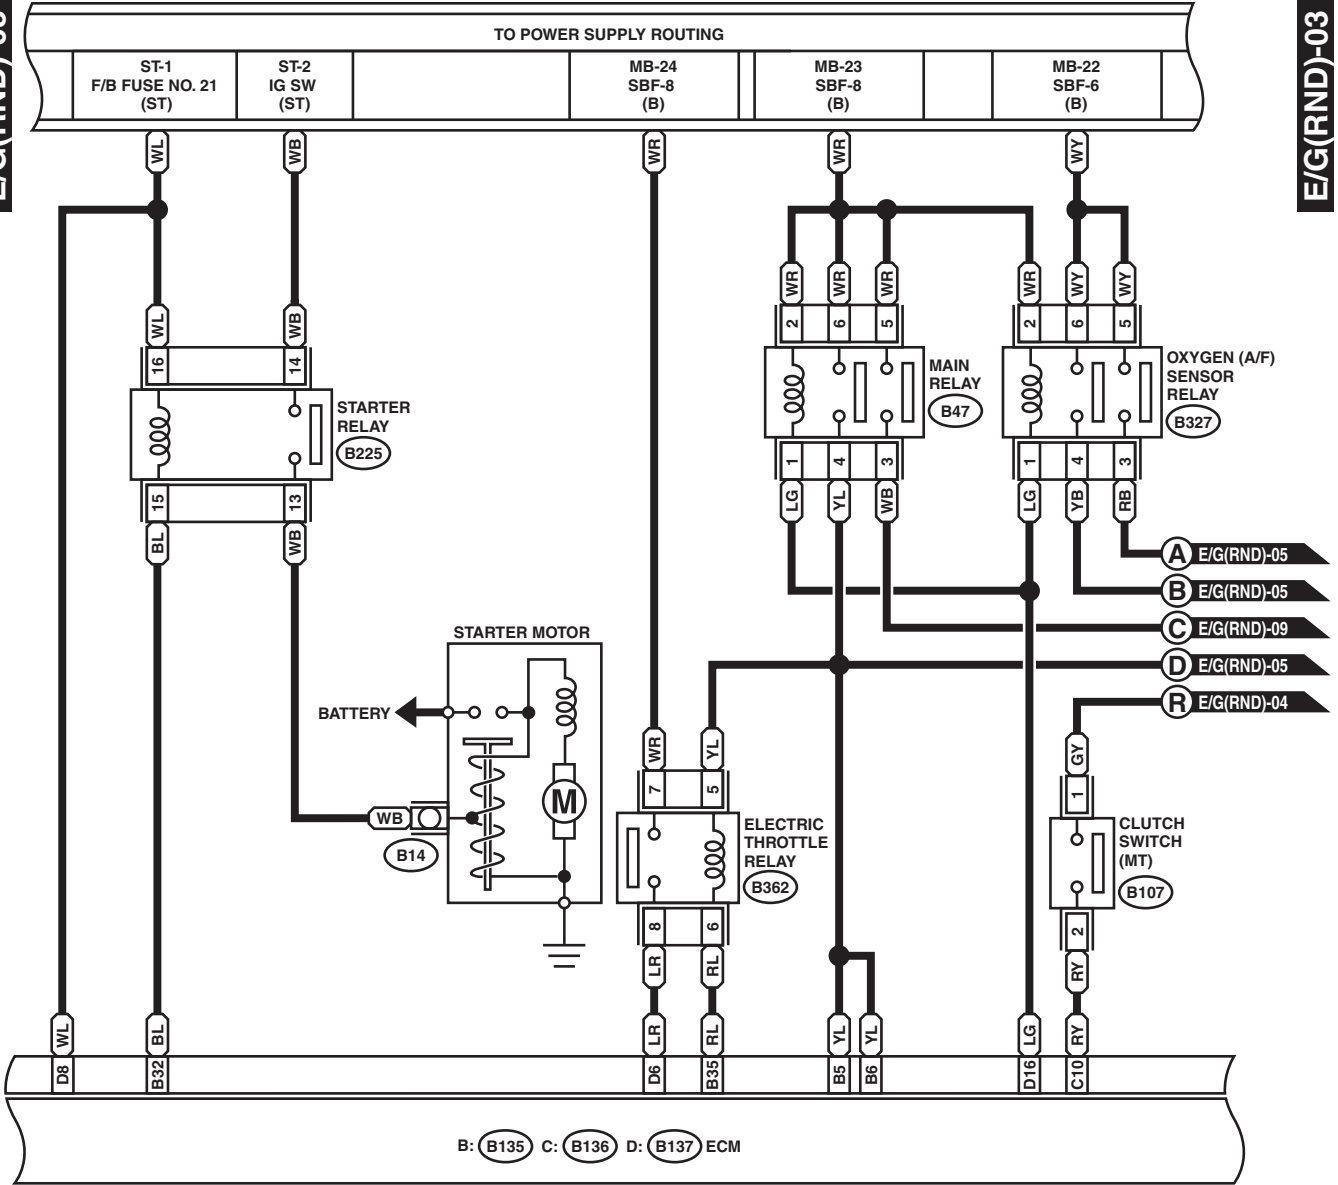 E/G(RND)-03
E/G(RND)-03
TO POWER SUPPLY ROUTING
ST-1
F/B FUSE NO. 21
(ST)
ST-2
IG SW
(ST)
MB-24
SBF-8
(B)
MB-23
SBF-8
(B)
MB-22
SBF-6
(B)
WL
WB
WR
WR
WY
WR
WR
WR
WR
WY
WY
WL
WB
2
6
5
2
6
5
16
14
MAIN
RELAY
B47
OXYGEN (A/F)
SENSOR
RELAY
B327
STARTER
RELAY
B225
1
4
3
1
4
3
15
13
LG
YL
WB
LG
YB
RB
BL
WB
A E/G(RND)-05
B E/G(RND)-05
C E/G(RND)-09
D E/G(RND)-05
R E/G(RND)-04
STARTER MOTOR
BATTERY
M
WB
B14
WR
YL
GY
7
5
1
ELECTRIC
THROTTLE
RELAY
B362
CLUTCH
SWITCH
(MT)
B107
8
6
2
LR
RL
RY
WL
BL
LR
RL
YL
YL
LG
RY
D8
B32
D6
B35
B5
B6
D16
C10
B: B135 C: B136 D: B137 ECM